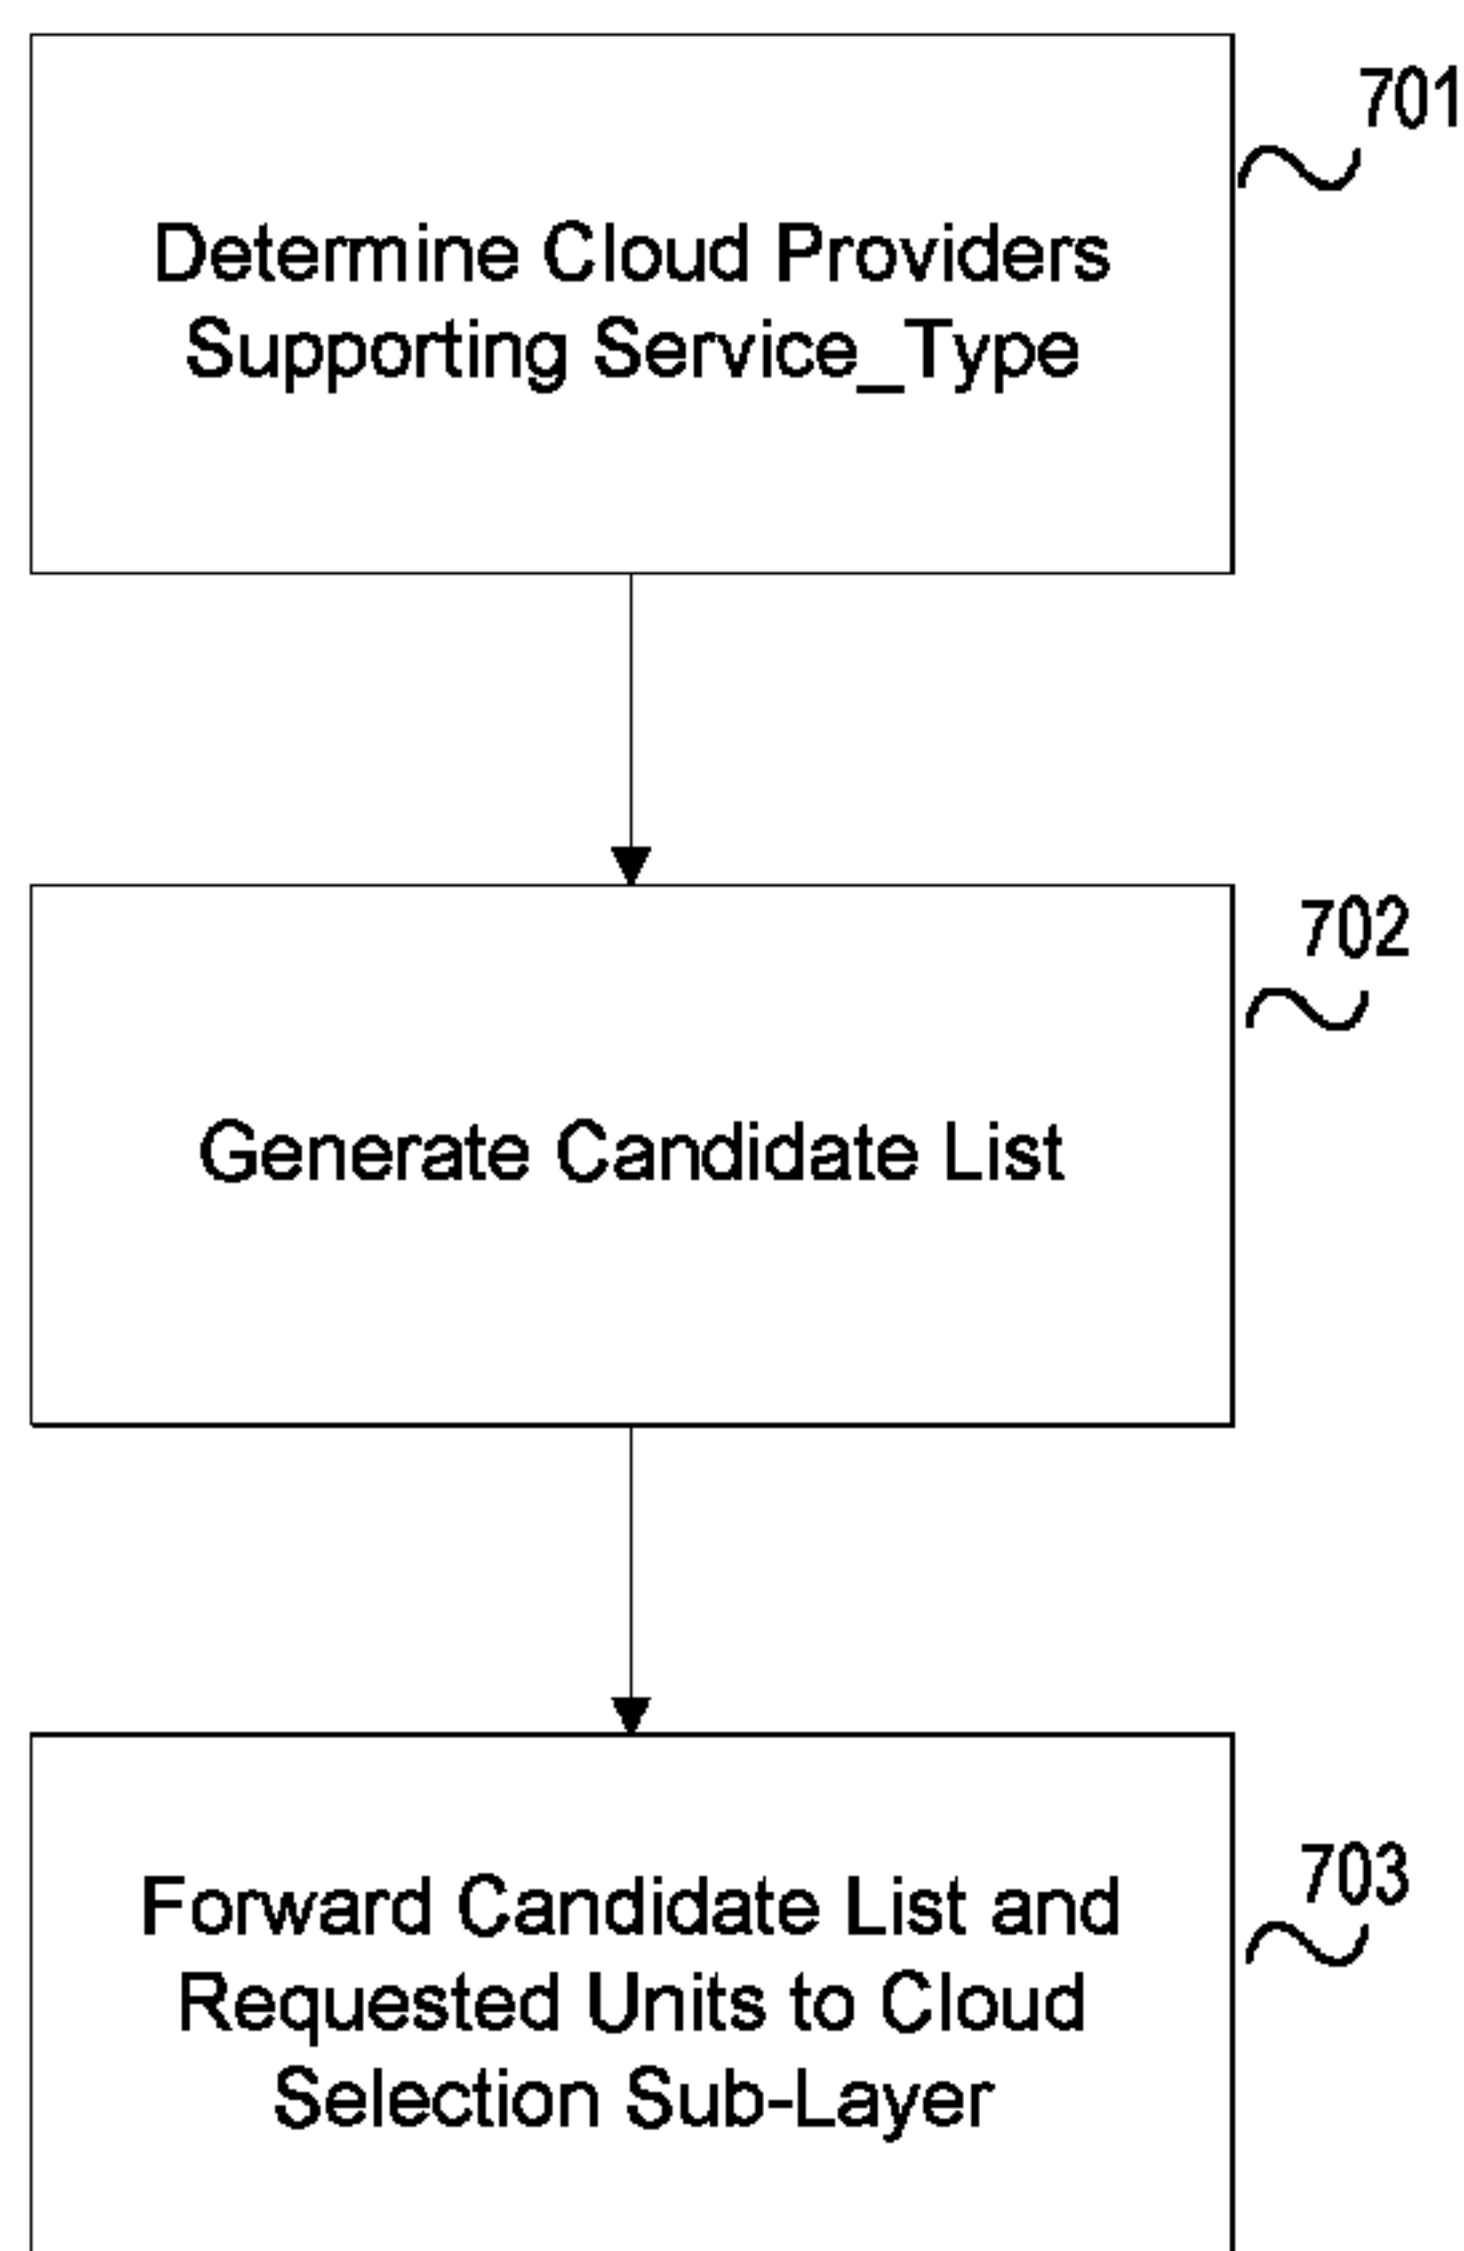 701
Determine Cloud Providers
Supporting Service_Type
702
Generate Candidate List
703
Forward Candidate List and
Requested Units to Cloud
Selection Sub-Layer